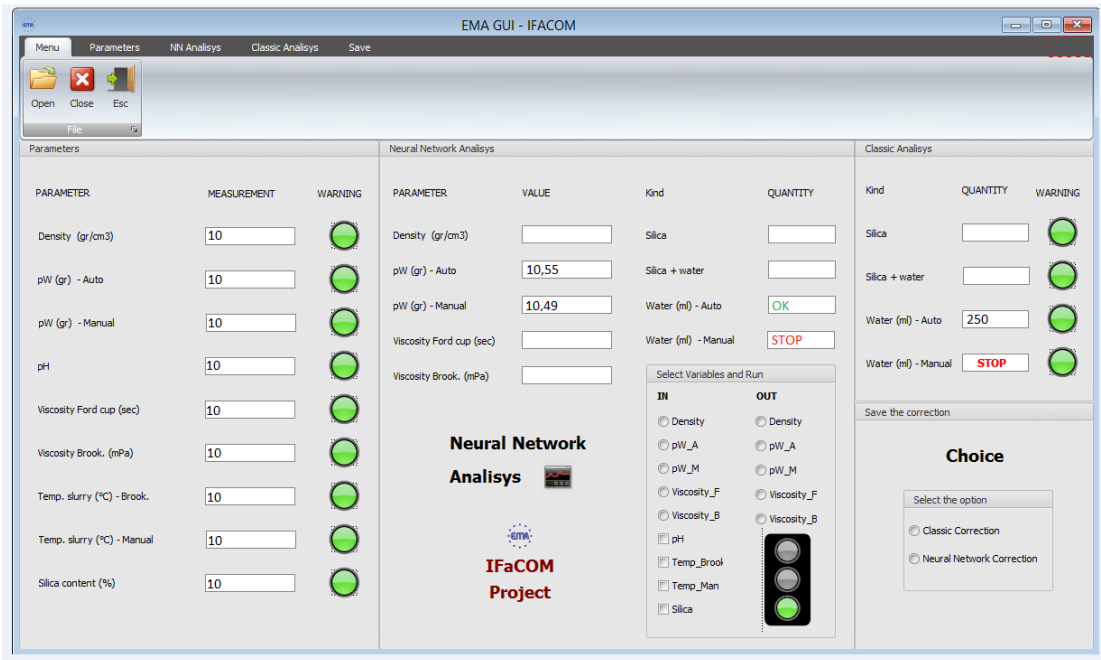 EMA GUI - IFACOM
Menu Parameters NN Analisys Classic Analisys Save
Open Close Esc
File
Parameters
PARAMETER MEASUREMENT WARNING
Density (gr/cm3) 10
pW (gr) - Auto 10
pW (gr) - Manual 10
pH 10
Viscosity Ford cup (sec) 10
Viscosity Brook. (mPa) 10
Temp. slurry (ºC) - Brook. 10
Temp. slurry (ºC) - Manual 10
Silica content (%) 10
Neural Network Analisys
PARAMETER VALUE Kind QUANTITY
Density (gr/cm3) Silica
pW (gr) - Auto 10,55 Silica + water
pW (gr) - Manual 10,49 Water (ml) - Auto OK
Viscosity Ford cup (sec) Water (ml) - Manual STOP
Viscosity Brook. (mPa)
Neural Network
Analisys
EMA
IFaCOM
Project
Select Variables and Run
IN OUT
Density Density
pW_A pW_A
pW_M pW_M
Viscosity_F Viscosity_F
Viscosity_B Viscosity_B
pH
Temp_Brook
Temp_Man
Silica
Classic Analisys
Kind QUANTITY WARNING
Silica
Silica + water
Water (ml) - Auto 250
Water (ml) - Manual STOP
Save the correction
Choice
Select the option
Classic Correction
Neural Network Correction